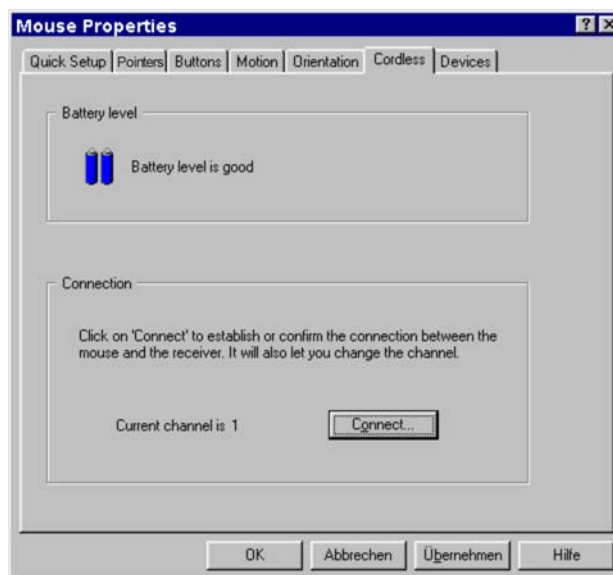 Mouse Properties
Quick Setup Pointers Buttons Motion Orientation Cordless Devices
Battery level
Battery level is good
Connection
Click on 'Connect' to establish or confirm the connection between the
mouse and the receiver. It will also let you change the channel.
Current channel is 1 Connect...
OK Abbrechen Übernehmen Hilfe